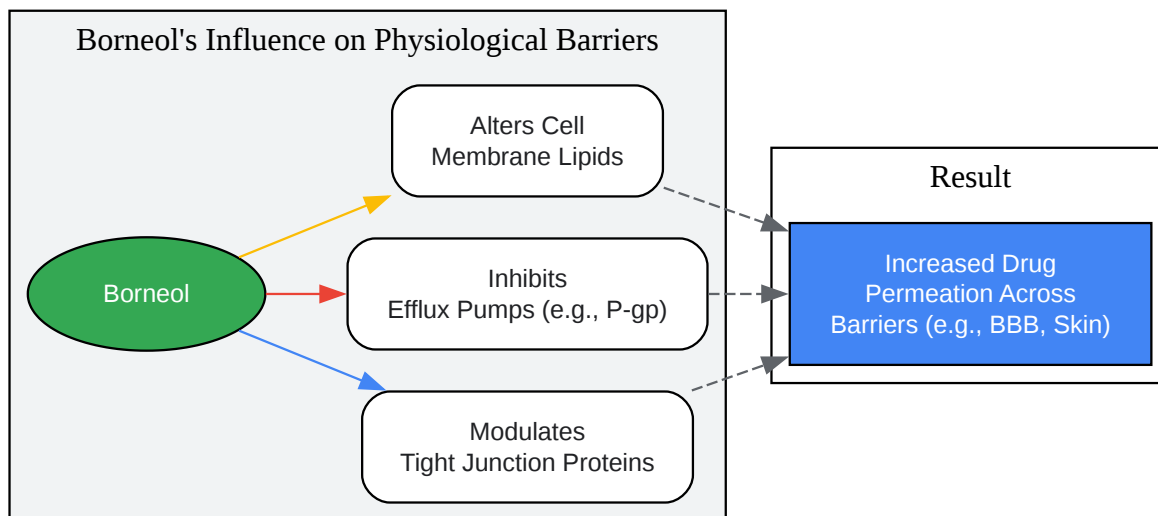 Borneol's Influence on Physiological Barriers
Alters Cell
Membrane Lipids
Result
Borneol
Inhibits
Efflux Pumps (e.g., P-gp)
Increased Drug
Permeation Across
Barriers (e.g., BBB, Skin)
Modulates
Tight Junction Proteins